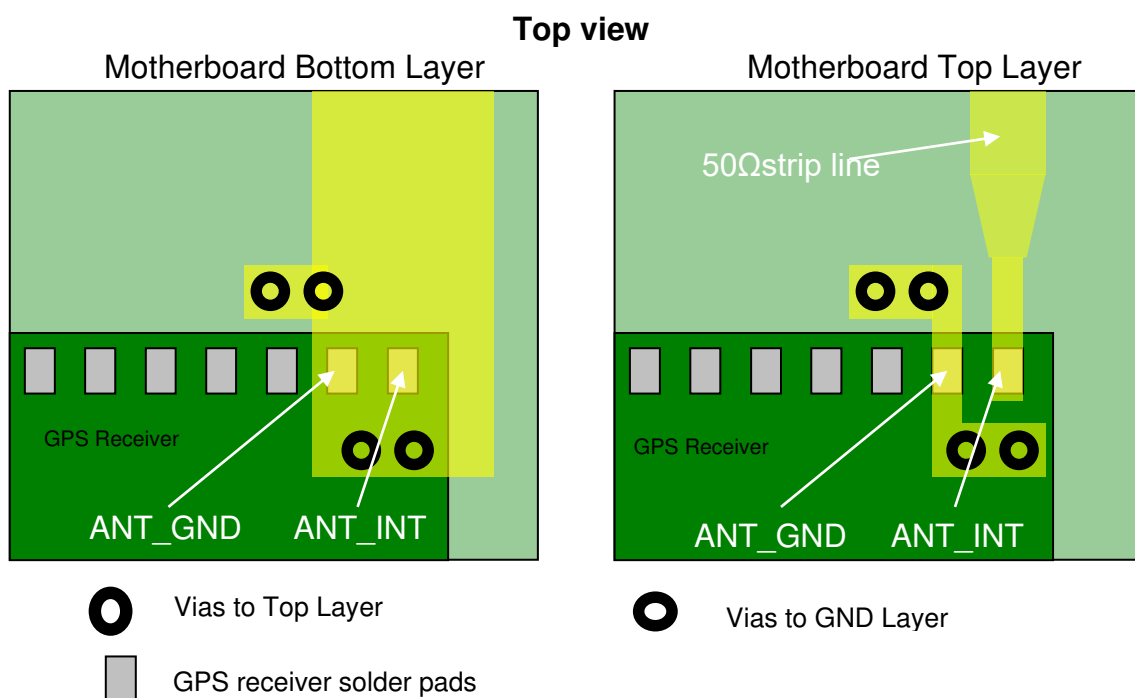 Top view
Motherboard Bottom Layer
Motherboard Top Layer
50Ωstrip line
GPS Receiver
GPS Receiver
ANT_GND
ANT_INT
ANT_GND
ANT_INT
Vias to Top Layer
Vias to GND Layer
GPS receiver solder pads